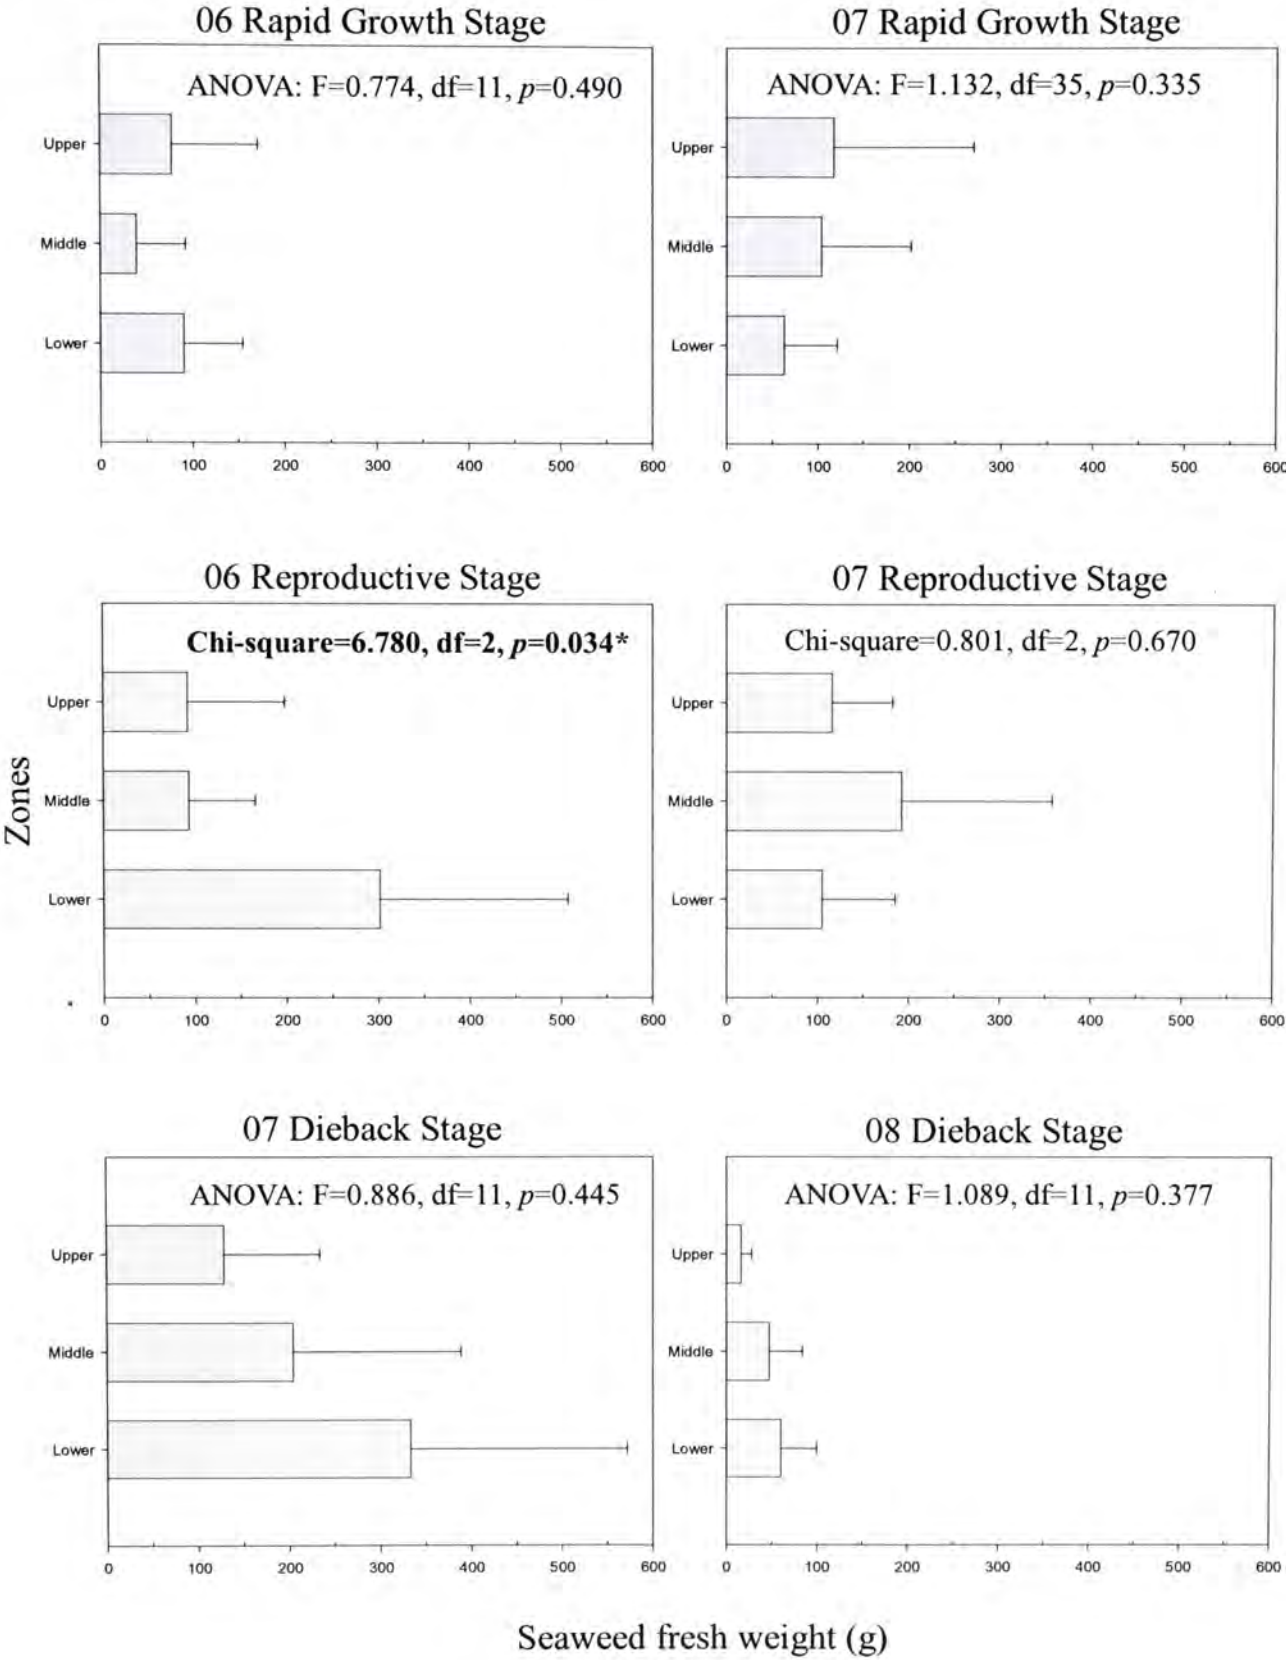 06 Rapid Growth Stage
ANOVA: F=0.774, df=11, p=0.490
Upper
Middle
Lower
0 100 200 300 400 500 600
07 Rapid Growth Stage
ANOVA: F=1.132, df=35, p=0.335
Upper
Middle
Lower
0 100 200 300 400 500 600
Zones
06 Reproductive Stage
Chi-square=6.780, df=2, p=0.034*
Upper
Middle
Lower
0 100 200 300 400 500 600
07 Reproductive Stage
Chi-square=0.801, df=2, p=0.670
Upper
Middle
Lower
0 100 200 300 400 500 600
07 Dieback Stage
ANOVA: F=0.886, df=11, p=0.445
Upper
Middle
Lower
0 100 200 300 400 500 600
08 Dieback Stage
ANOVA: F=1.089, df=11, p=0.377
Upper
Middle
Lower
0 100 200 300 400 500 600
Seaweed fresh weight (g)